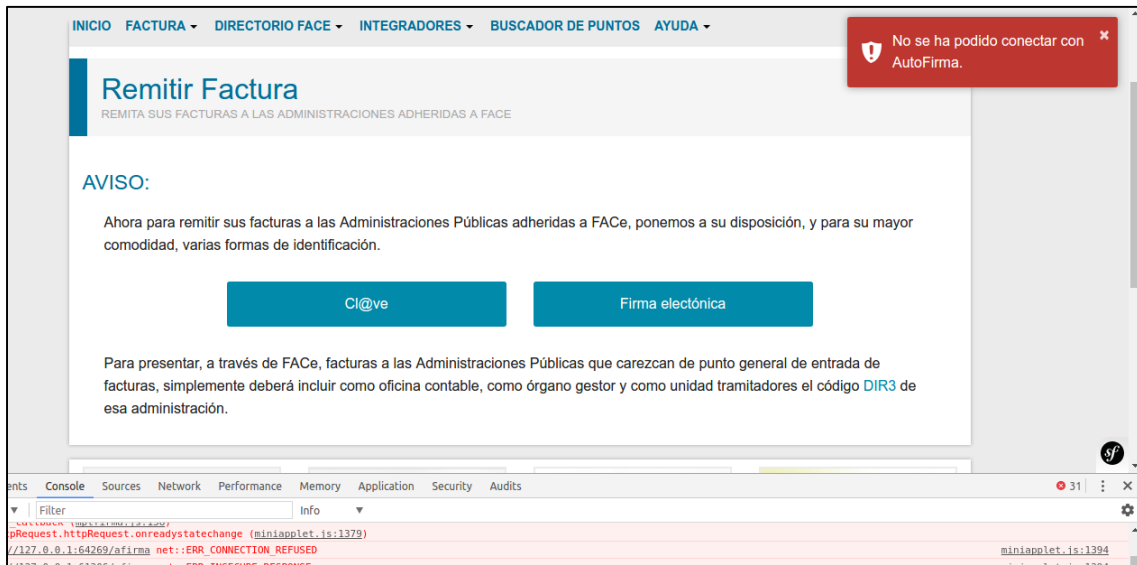 INICIO FACTURA DIRECTORIO FACE INTEGRADORES BUSCADOR DE PUNTOS AYUDA
No se ha podido conectar con
AutoFirma.
×
Remitir Factura
REMITA SUS FACTURAS A LAS ADMINISTRACIONES ADHERIDAS A FACE
AVISO:
Ahora para remitir sus facturas a las Administraciones Públicas adheridas a FACe, ponemos a su disposición, y para su mayor
comodidad, varias formas de identificación.
Cl@ve Firma electónica
Para presentar, a través de FACe, facturas a las Administraciones Públicas que carezcan de punto general de entrada de
facturas, simplemente deberá incluir como oficina contable, como órgano gestor y como unidad tramitadores el código DIR3 de
esa administración.
sf
ents Console Sources Network Performance Memory Application Security Audits 31
Filter Info
tpRequest.httpRequest.onreadystatechange (miniapplet.js:1379)
//127.0.0.1:64269/afirma net::ERR_CONNECTION_REFUSED miniapplet.js:1394